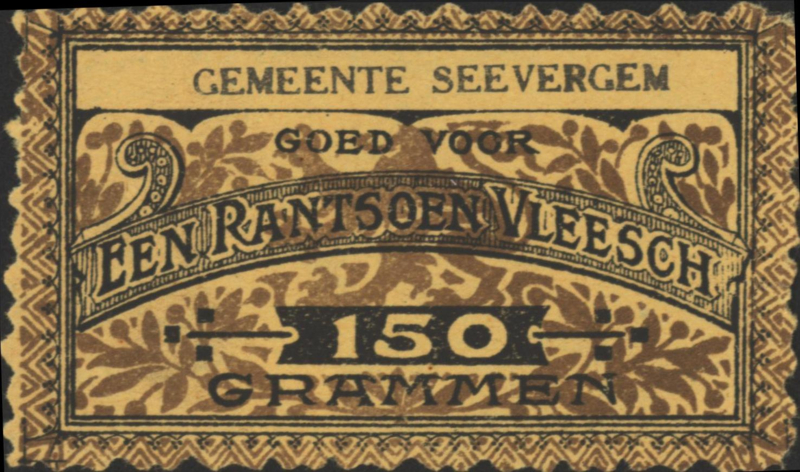 GEMEENTE SEEVERGEM
GOED VOOR
EEN RANTSOEN VLEESCH
150
GRAMMEN